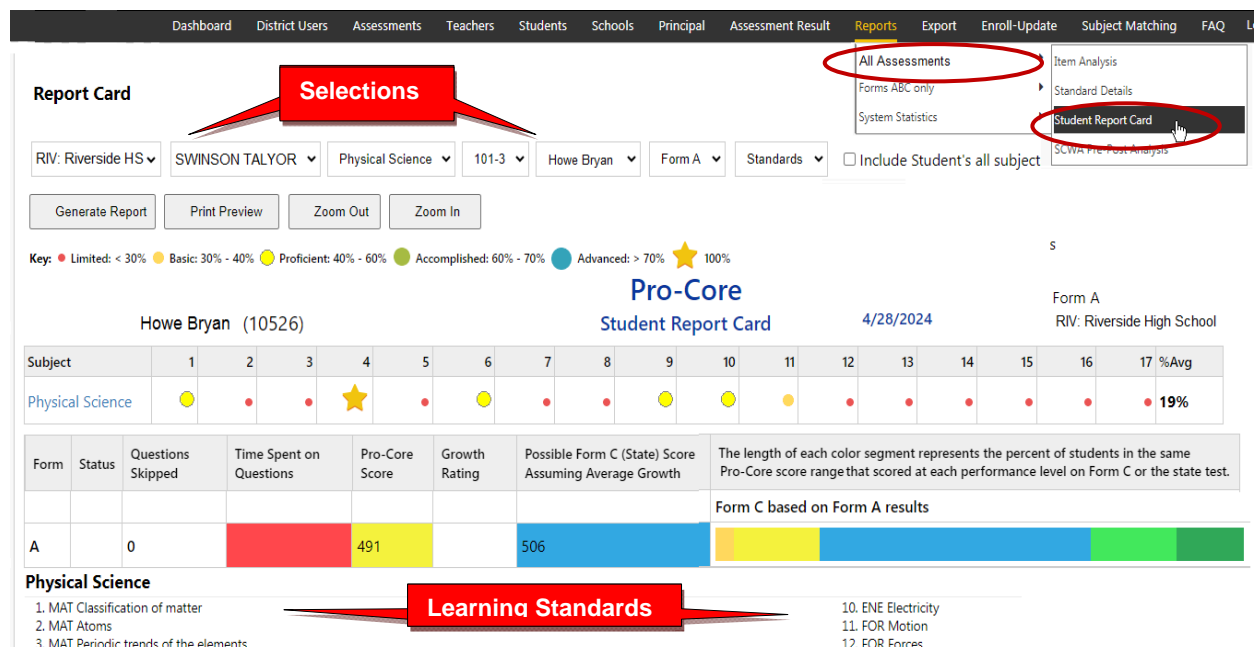 Dashboard District Users Assessments Teachers Students Schools Principal Assessment Result Reports Export Enroll-Update Subject Matching FAQ
All Assessments
Forms ABC only
System Statistics
Item Analysis
Standard Details
Student Report Card
SCWA Pre-Post Analysis
Report Card
Selections
RIV: Riverside HS SWINSON TALYOR Physical Science 101-3 Howe Bryan Form A Standards Include Student's all subject
Generate Report Print Preview Zoom Out Zoom In
s
Key: Limited: < 30% Basic: 30% - 40% Proficient: 40% - 60% Accomplished: 60% - 70% Advanced: > 70% 100%
Pro-Core
Form A
Howe Bryan (10526) Student Report Card 4/28/2024 RIV: Riverside High School
Subject 1 2 3 4 5 6 7 8 9 10 11 12 13 14 15 16 17 %Avg
Physical Science 19%
Form Status Questions Skipped Time Spent on Questions Pro-Core Score Growth Rating Possible Form C (State) Score Assuming Average Growth The length of each color segment represents the percent of students in the same Pro-Core score range that scored at each performance level on Form C or the state test.
Form C based on Form A results
A 0 491 506
Physical Science
Learning Standards
1. MAT Classification of matter
2. MAT Atoms
3. MAT Periodic trends of the elements
10. ENE Electricity
11. FOR Motion
12. FOR Forces